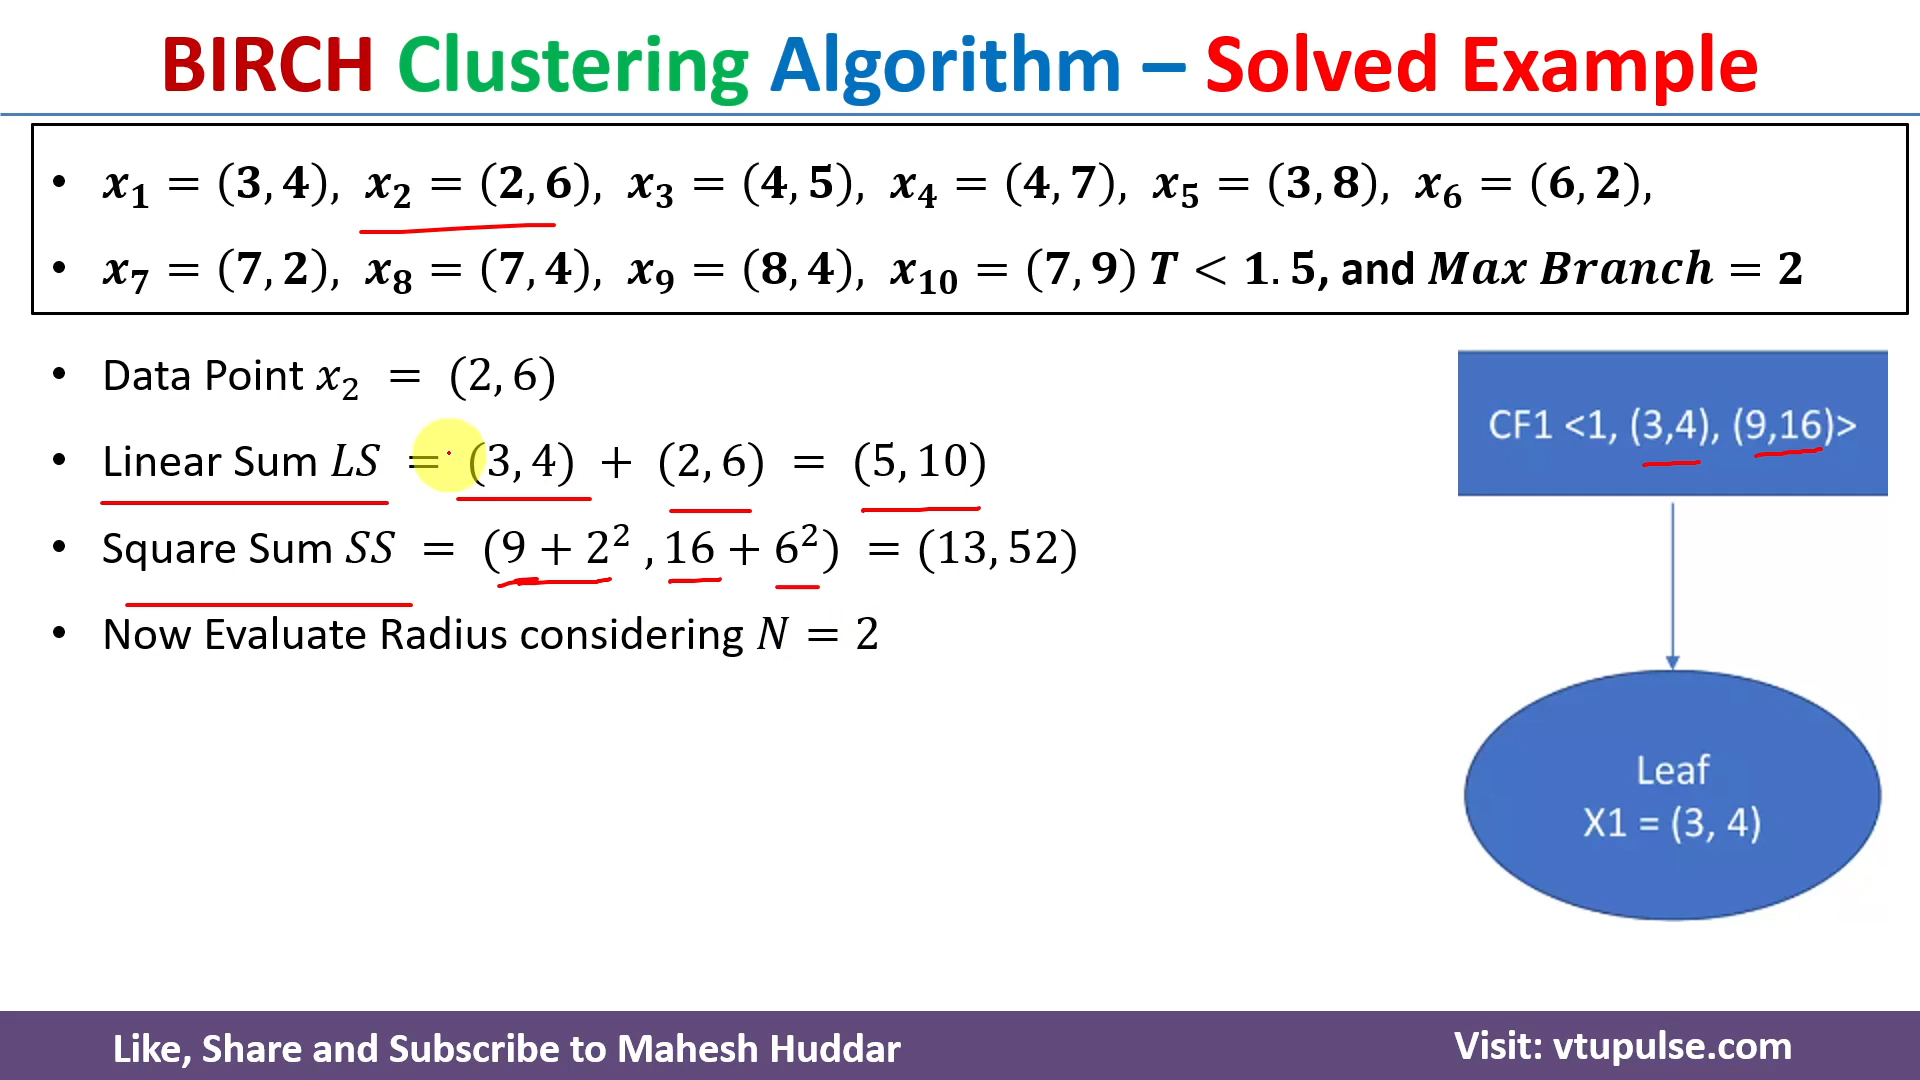 BIRCH Clustering Algorithm – Solved Example
• x₁ = (3, 4), x₂ = (2, 6), x₃ = (4, 5), x₄ = (4, 7), x₅ = (3, 8), x₆ = (6, 2),
• x₇ = (7, 2), x₈ = (7, 4), x₉ = (8, 4), x₁₀ = (7, 9) T < 1.5, and Max Branch = 2
• Data Point x₂ = (2, 6)
• Linear Sum LS = (3, 4) + (2, 6) = (5, 10)
• Square Sum SS = (9 + 2², 16 + 6²) = (13, 52)
• Now Evaluate Radius considering N = 2
CF1 <1, (3,4), (9,16)>
Leaf
X1 = (3, 4)
Like, Share and Subscribe to Mahesh Huddar
Visit: vtupulse.com